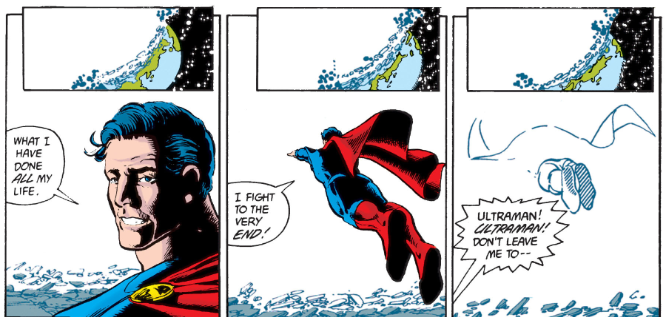 WHAT I
HAVE
DONE
ALL MY
LIFE.
I FIGHT
TO THE
VERY
END!
ULTRAMAN!
ULTRAMAN!
DON'T LEAVE
ME TO--